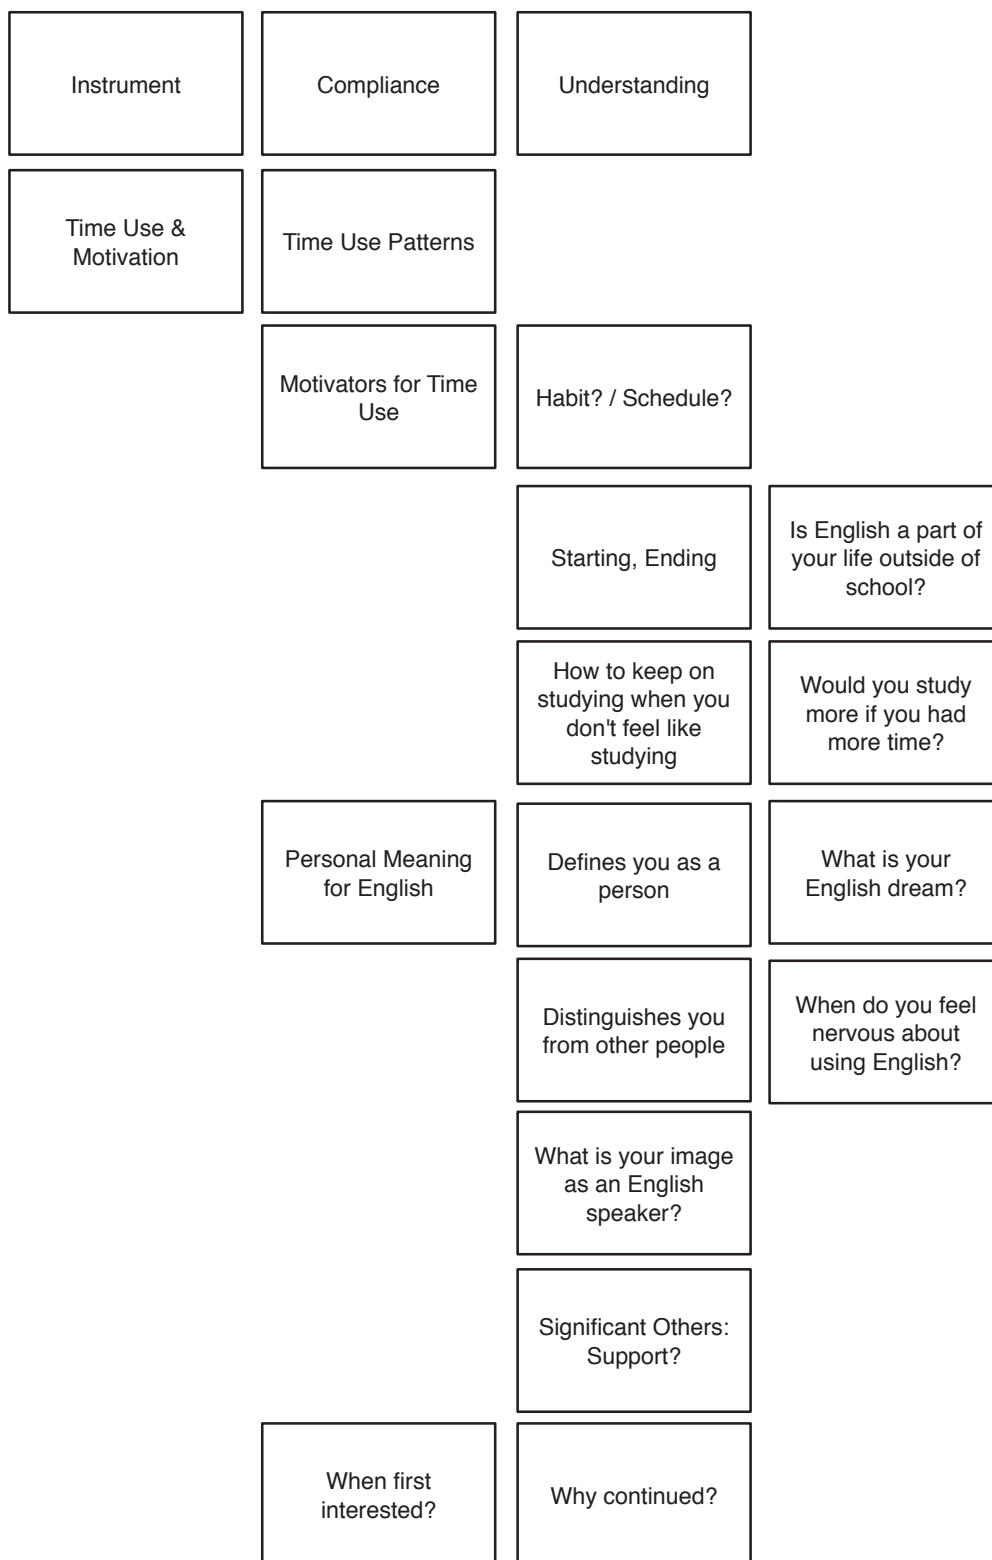 Instrument
Compliance
Understanding
Time Use &
Motivation
Time Use Patterns
Motivators for Time
Use
Habit? / Schedule?
Starting, Ending
Is English a part of
your life outside of
school?
How to keep on
studying when you
don't feel like
studying
Would you study
more if you had
more time?
Personal Meaning
for English
Defines you as a
person
What is your
English dream?
Distinguishes you
from other people
When do you feel
nervous about
using English?
What is your image
as an English
speaker?
Significant Others:
Support?
When first
interested?
Why continued?